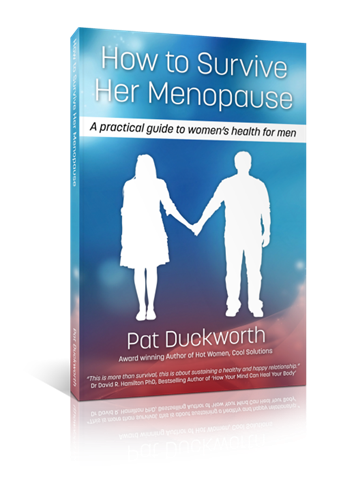 How to Survive
Her Menopause
A practical guide to women's health for men
Pat Duckworth
Award winning Author of Hot Women, Cool Solutions
"This is more than survival, this is about sustaining a healthy and happy relationship."
Dr David R. Hamilton PhD, Bestselling Author of 'How Your Mind Can Heal Your Body'
How to Survive Her Menopause
Pat Duckworth